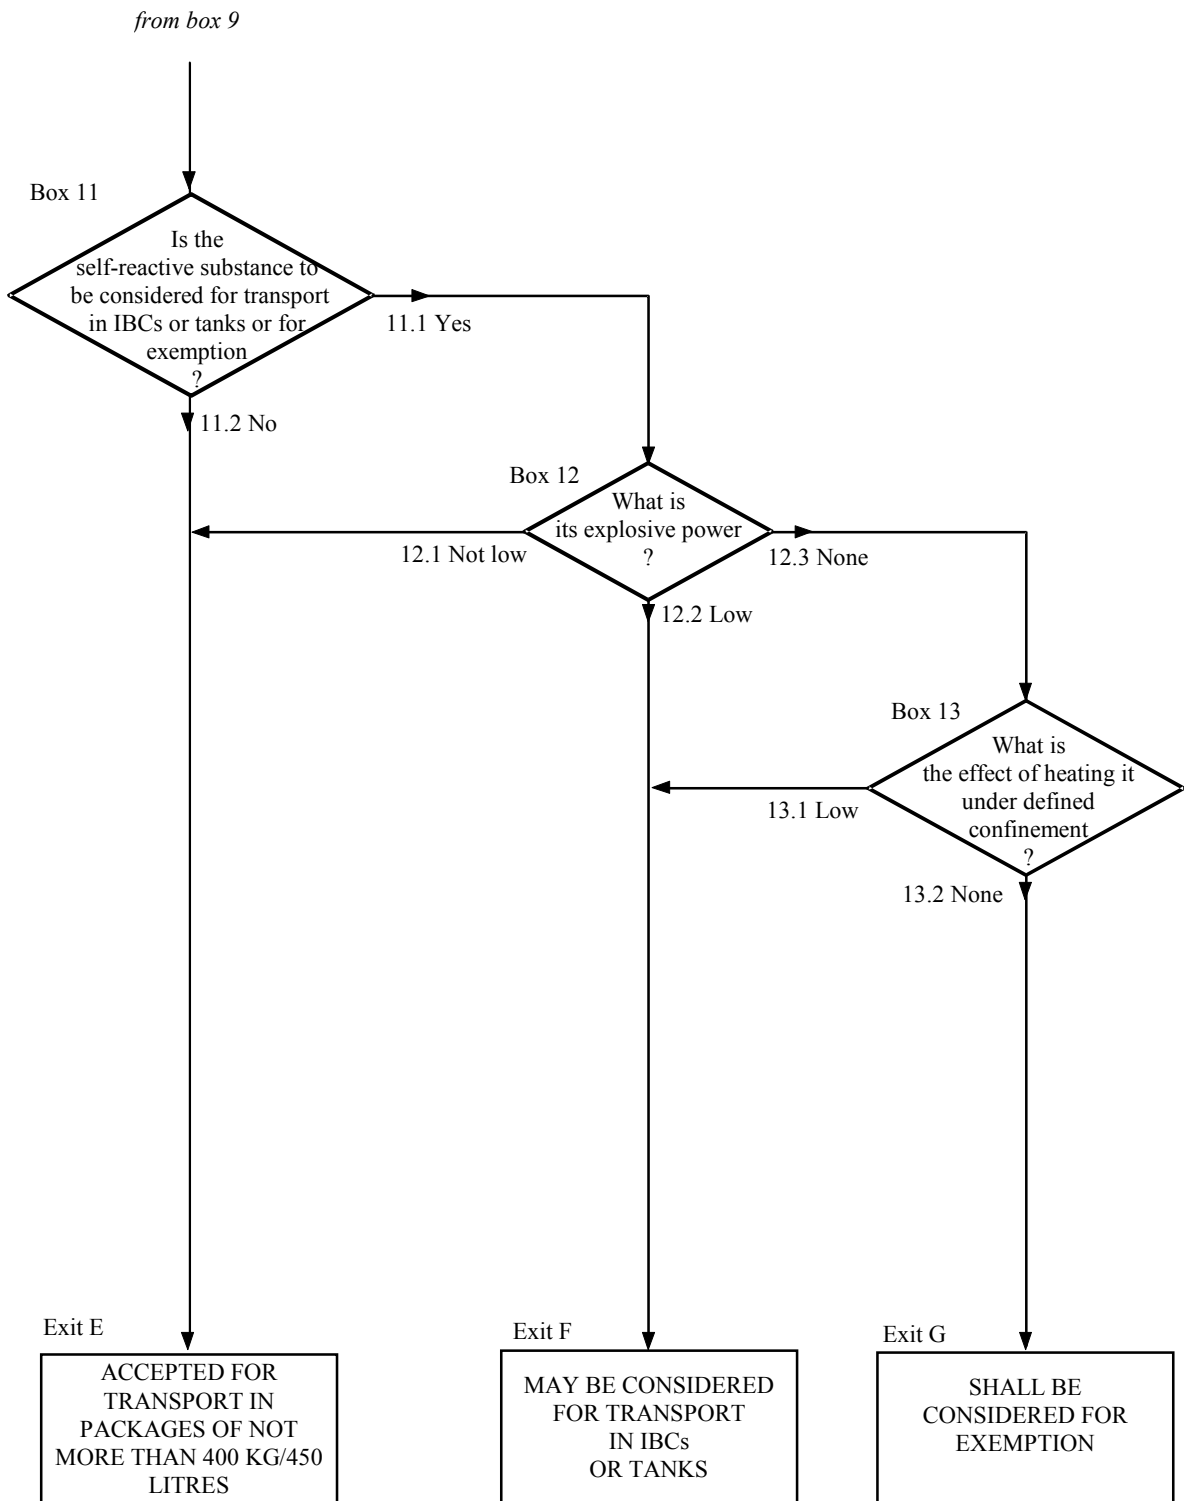 from box 9
Box 11
Is the
self-reactive substance to
be considered for transport
in IBCs or tanks or for
exemption
?
11.1 Yes
11.2 No
Box 12
What is
its explosive power
?
12.1 Not low
12.3 None
12.2 Low
Box 13
What is
the effect of heating it
under defined
confinement
?
13.1 Low
13.2 None
Exit E
ACCEPTED FOR
TRANSPORT IN
PACKAGES OF NOT
MORE THAN 400 KG/450
LITRES
Exit F
MAY BE CONSIDERED
FOR TRANSPORT
IN IBCs
OR TANKS
Exit G
SHALL BE
CONSIDERED FOR
EXEMPTION